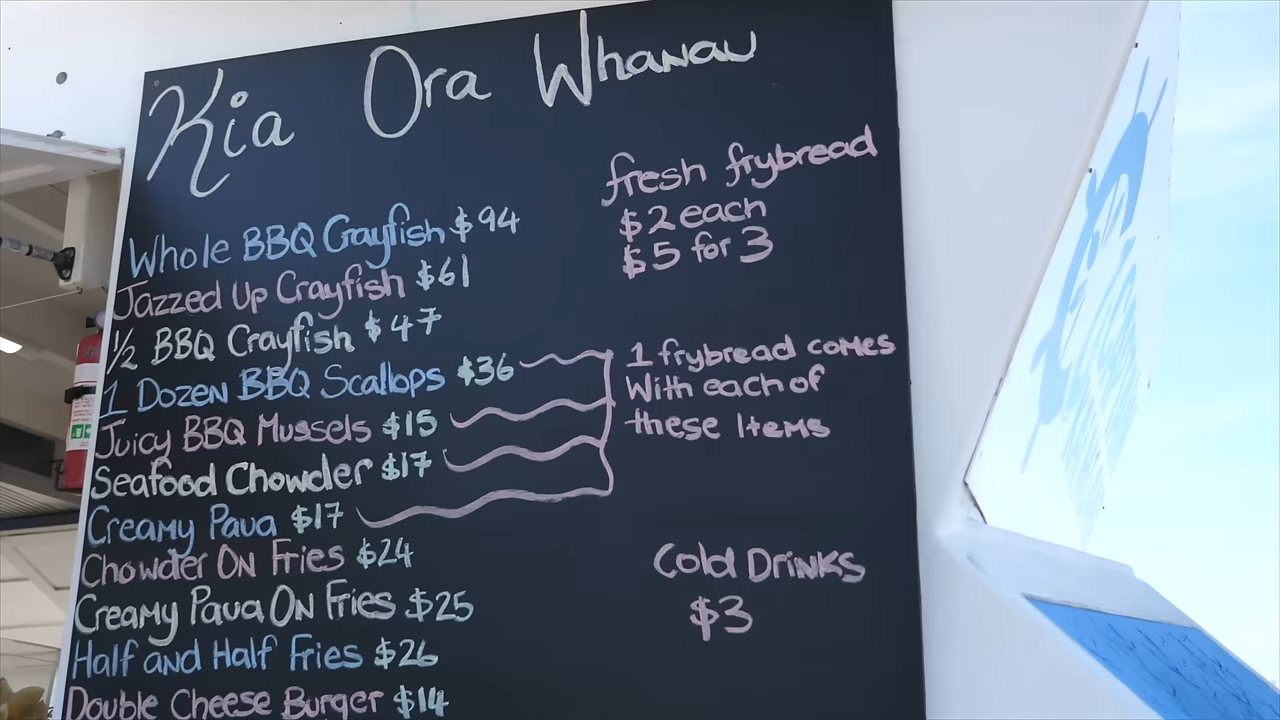 Kia Ora Whanau
Whole BBQ Crayfish $94
Jazzed Up Crayfish $61
1/2 BBQ Crayfish $47
1 Dozen BBQ Scallops $36
Juicy BBQ Mussels $15
Seafood Chowder $17
Creamy Paua $17
Chowder On Fries $24
Creamy Paua On Fries $25
Half and Half Fries $26
Double Cheese Burger $14
fresh frybread
$2 each
$5 for 3
1 frybread comes
With each of
these Items
Cold Drinks
$3